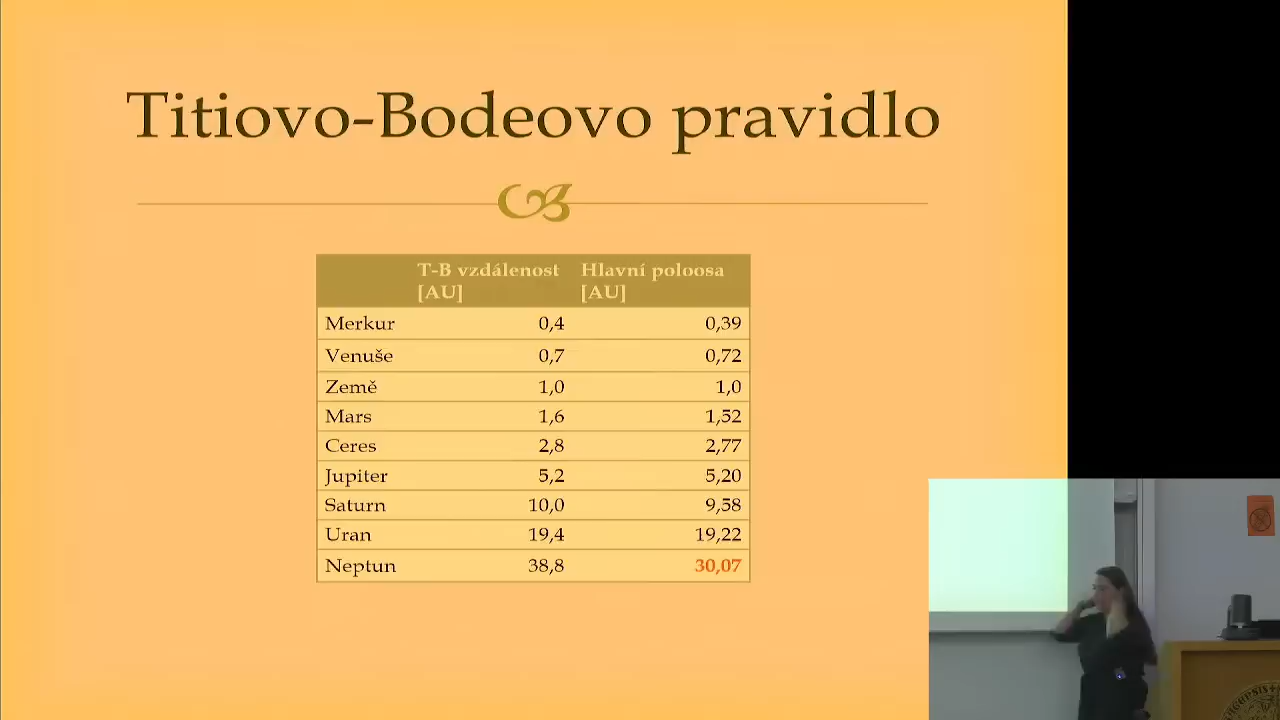 Titiovo-Bodeovo pravidlo
T-B vzdálenost [AU] Hlavní poloosa [AU]
Merkur 0,4 0,39
Venuše 0,7 0,72
Země 1,0 1,0
Mars 1,6 1,52
Ceres 2,8 2,77
Jupiter 5,2 5,20
Saturn 10,0 9,58
Uran 19,4 19,22
Neptun 38,8 30,07